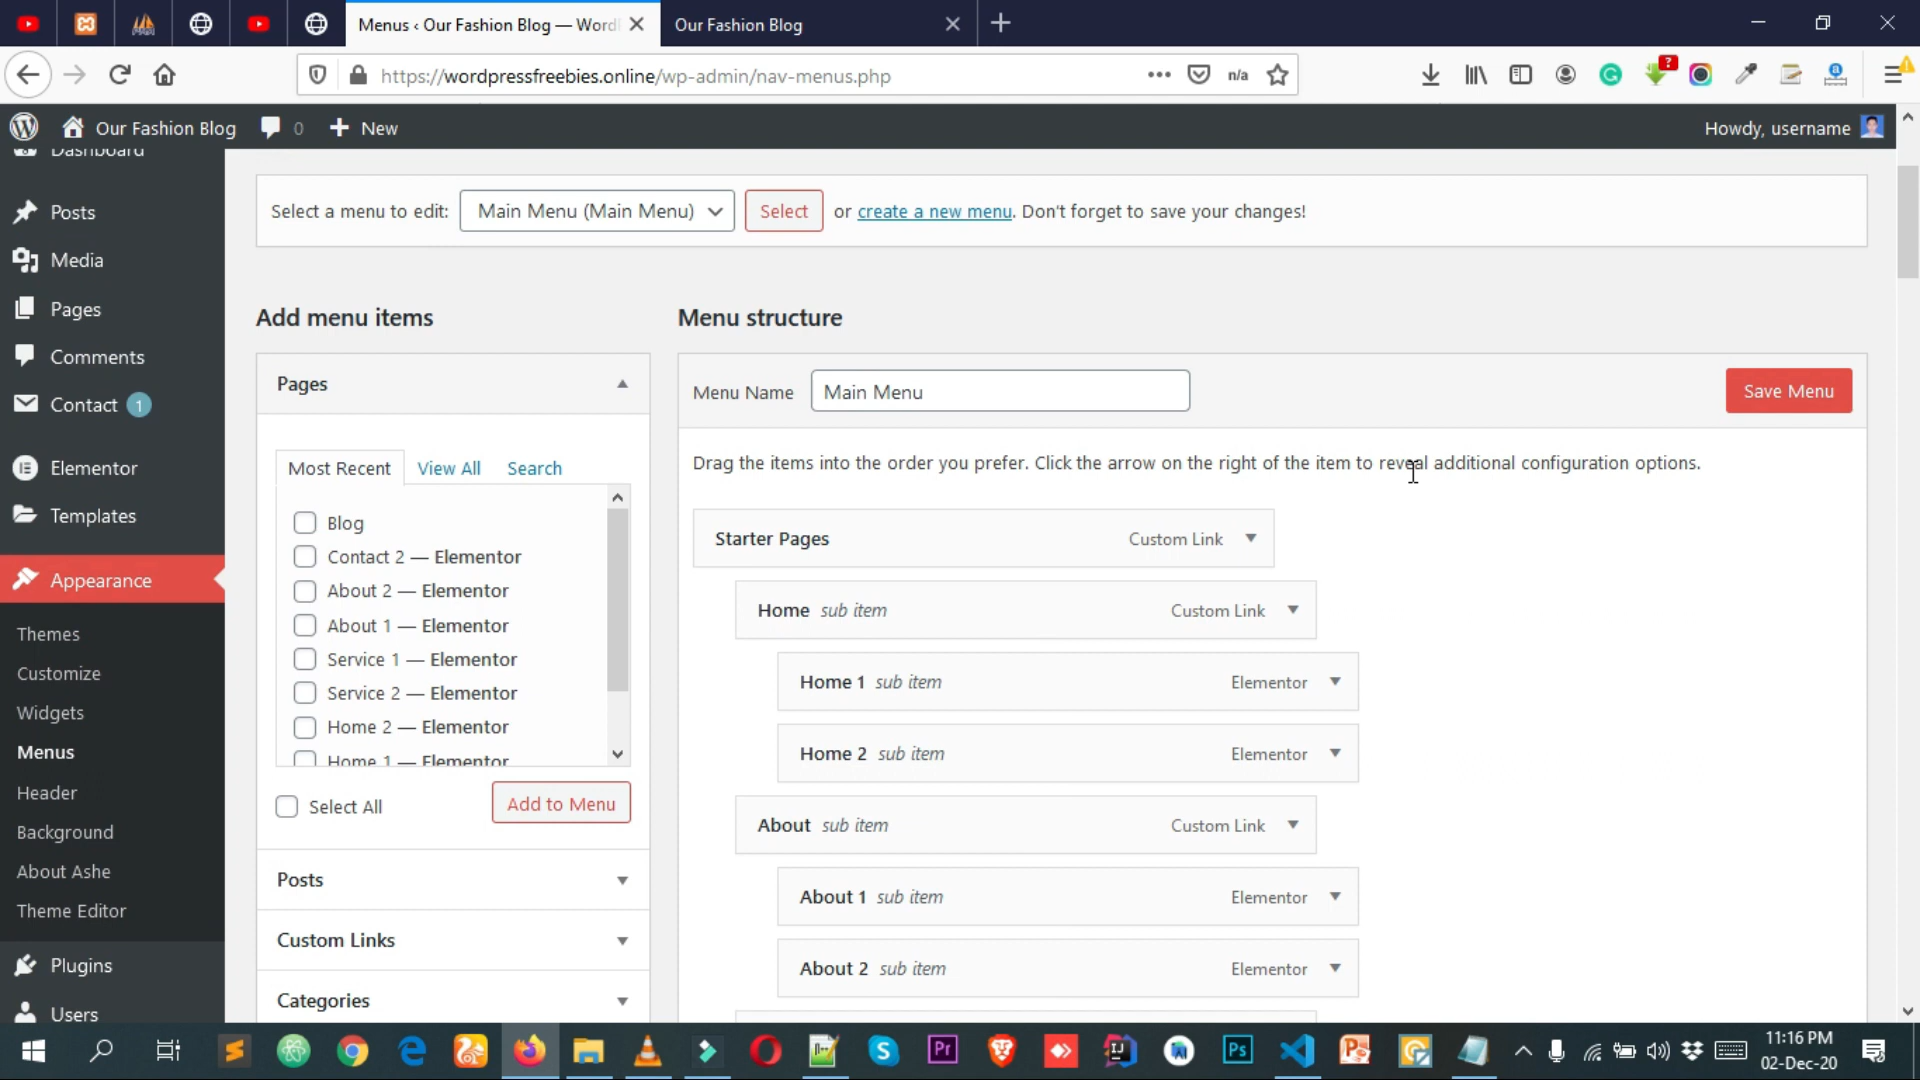 Menus ‹ Our Fashion Blog — Word
Our Fashion Blog
https://wordpressfreebies.online/wp-admin/nav-menus.php
n/a
?
Our Fashion Blog
0
New
Howdy, username
Dashboard
Posts
Media
Pages
Comments
Contact 1
Elementor
Templates
Appearance
Themes
Customize
Widgets
Menus
Header
Background
About Ashe
Theme Editor
Plugins
Users
Select a menu to edit: Main Menu (Main Menu) Select or create a new menu. Don't forget to save your changes!
Add menu items
Pages
Most Recent View All Search
Blog
Contact 2 — Elementor
About 2 — Elementor
About 1 — Elementor
Service 1 — Elementor
Service 2 — Elementor
Home 2 — Elementor
Home 1 — Elementor
Select All
Add to Menu
Posts
Custom Links
Categories
Menu structure
Menu Name Main Menu Save Menu
Drag the items into the order you prefer. Click the arrow on the right of the item to reveal additional configuration options.
Starter Pages Custom Link
Home sub item Custom Link
Home 1 sub item Elementor
Home 2 sub item Elementor
About sub item Custom Link
About 1 sub item Elementor
About 2 sub item Elementor
Pr
Ps
11:16 PM
02-Dec-20